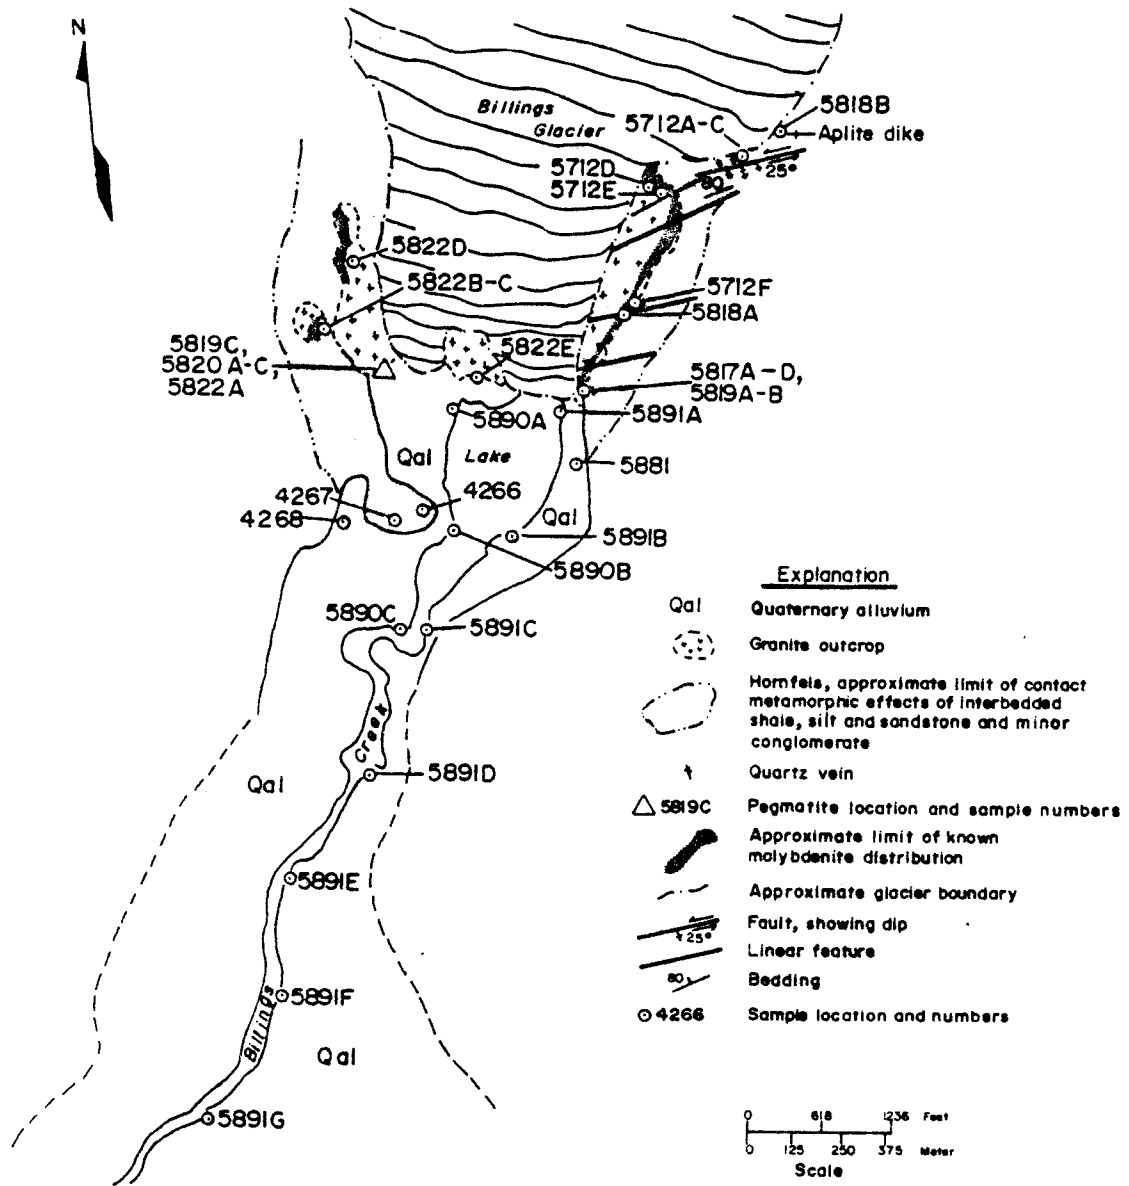 N
Billings
Glacier
5818B
5712A-C
Aplite dike
5712D
5712E
25°
80
5822D
5822B-C
5712F
5818A
5819C,
5820A-C,
5822A
5822E
5817A-D,
5819A-B
5890A
5891A
Qal
Lake
5881
4267
4266
4268
Qal
5891B
5890B
5890C
5891C
Creek
5891D
Qal
5891E
5891F
Billings
Qal
5891G
Explanation
Qal Quaternary alluvium
Granite outcrop
Hornfels, approximate limit of contact
metamorphic effects of interbedded
shale, silt and sandstone and minor
conglomerate
Quartz vein
5819C Pegmatite location and sample numbers
Approximate limit of known
molybdenite distribution
Approximate glacier boundary
Fault, showing dip
25°
Linear feature
80 Bedding
4266 Sample location and numbers
0 618 1236 Feet
0 125 250 375 Meter
Scale